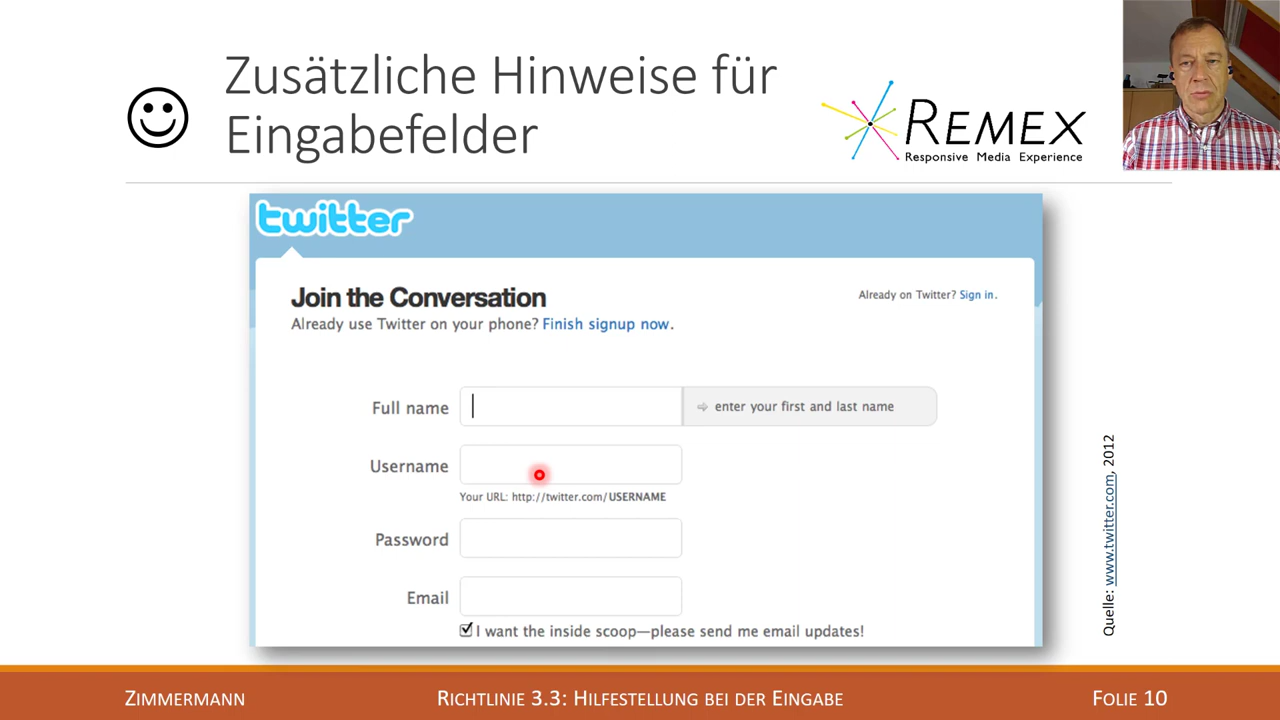 Zusätzliche Hinweise für
Eingabefelder
REMEX
Responsive Media Experience
twitter
Join the Conversation
Already on Twitter? Sign in.
Already use Twitter on your phone? Finish signup now.
Full name
enter your first and last name
Username
Your URL: http://twitter.com/USERNAME
Password
Email
I want the inside scoop—please send me email updates!
Quelle: www.twitter.com, 2012
ZIMMERMANN
RICHTLINIE 3.3: HILFESTELLUNG BEI DER EINGABE
FOLIE 10